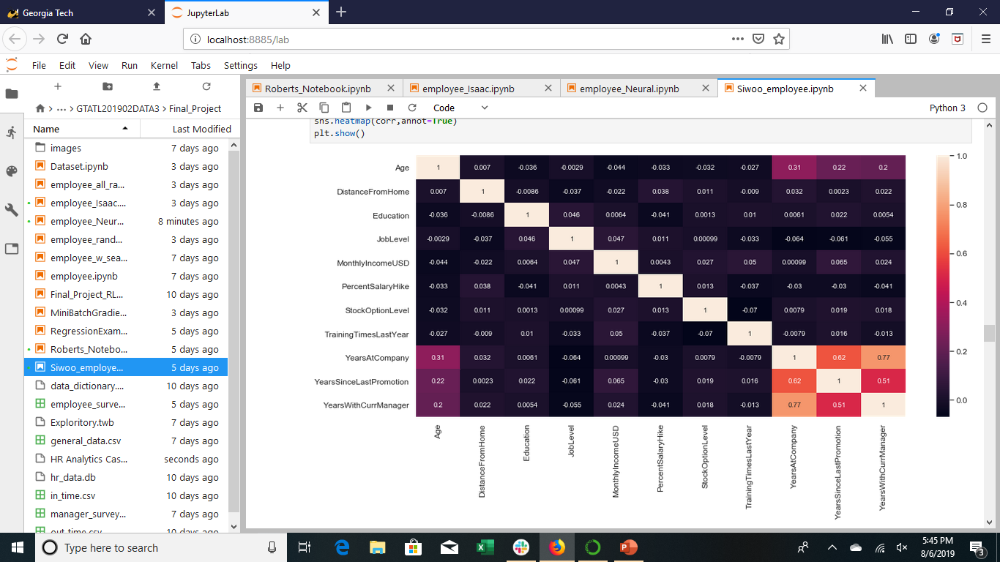 Georgia Tech
JupyterLab
localhost:8885/lab
File Edit View Run Kernel Tabs Settings Help
Roberts_Notebook.ipynb
employee_Isaac.ipynb
employee_Neural.ipynb
Siwoo_employee.ipynb
Code
Python 3
... > GTATL201902DATA3 > Final_Project
Name Last Modified
images 7 days ago
Dataset.ipynb 3 days ago
employee_all_ra... 3 days ago
employee_Isaac.... 3 days ago
employee_Neur... 8 minutes ago
employee_rand... 3 days ago
employee_w_sea... 7 days ago
employee.ipynb 7 days ago
Final_Project_RL... 10 days ago
MiniBatchGradie... 3 days ago
RegressionExam... 7 days ago
Roberts_Notebo... 5 days ago
Siwoo_employe... 5 days ago
data_dictionary.... 10 days ago
employee_surve... 5 days ago
Exploritory.twb 7 days ago
general_data.csv 7 days ago
HR Analytics Cas... seconds ago
hr_data.db 10 days ago
in_time.csv 10 days ago
manager_survey... 7 days ago
out_time.csv 10 days ago
sns.heatmap(corr,annot=True)
plt.show()
Age 1 0.007 -0.036 -0.0029 -0.044 -0.033 -0.032 -0.027 0.31 0.22 0.2
DistanceFromHome 0.007 1 -0.0086 -0.037 -0.022 0.038 0.011 -0.009 0.032 0.0023 0.022
Education -0.036 -0.0086 1 0.046 0.0064 -0.041 0.0013 0.01 0.0061 0.022 0.0054
JobLevel -0.0029 -0.037 0.046 1 0.047 0.011 0.00099 -0.033 -0.064 -0.061 -0.055
MonthlyIncomeUSD -0.044 -0.022 0.0064 0.047 1 0.0043 0.027 0.05 0.00099 0.065 0.024
PercentSalaryHike -0.033 0.038 -0.041 0.011 0.0043 1 0.013 -0.037 -0.03 -0.03 -0.041
StockOptionLevel -0.032 0.011 0.0013 0.00099 0.027 0.013 1 -0.07 0.0079 0.019 0.018
TrainingTimesLastYear -0.027 -0.009 0.01 -0.033 0.05 -0.037 -0.07 1 -0.0079 0.016 -0.013
YearsAtCompany 0.31 0.032 0.0061 -0.064 0.00099 -0.03 0.0079 -0.0079 1 0.62 0.77
YearsSinceLastPromotion 0.22 0.0023 0.022 -0.061 0.065 -0.03 0.019 0.016 0.62 1 0.51
YearsWithCurrManager 0.2 0.022 0.0054 -0.055 0.024 -0.041 0.018 -0.013 0.77 0.51 1
Age
DistanceFromHome
Education
JobLevel
MonthlyIncomeUSD
PercentSalaryHike
StockOptionLevel
TrainingTimesLastYear
YearsAtCompany
YearsSinceLastPromotion
YearsWithCurrManager
1.0
0.8
0.6
0.4
0.2
0.0
Type here to search
5:45 PM
8/6/2019
3